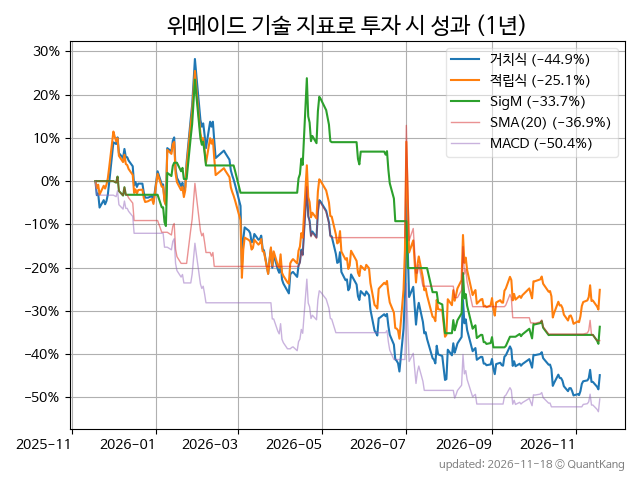 위메이드 기술 지표로 투자 시 성과 (1년)
거치식 (−44.9%)
적립식 (−25.1%)
SigM (−33.7%)
SMA(20) (−36.9%)
MACD (−50.4%)
30%
20%
10%
0%
−10%
−20%
−30%
−40%
−50%
2025-11
2026-01
2026-03
2026-05
2026-07
2026-09
2026-11
updated: 2026-11-18 © QuantKang